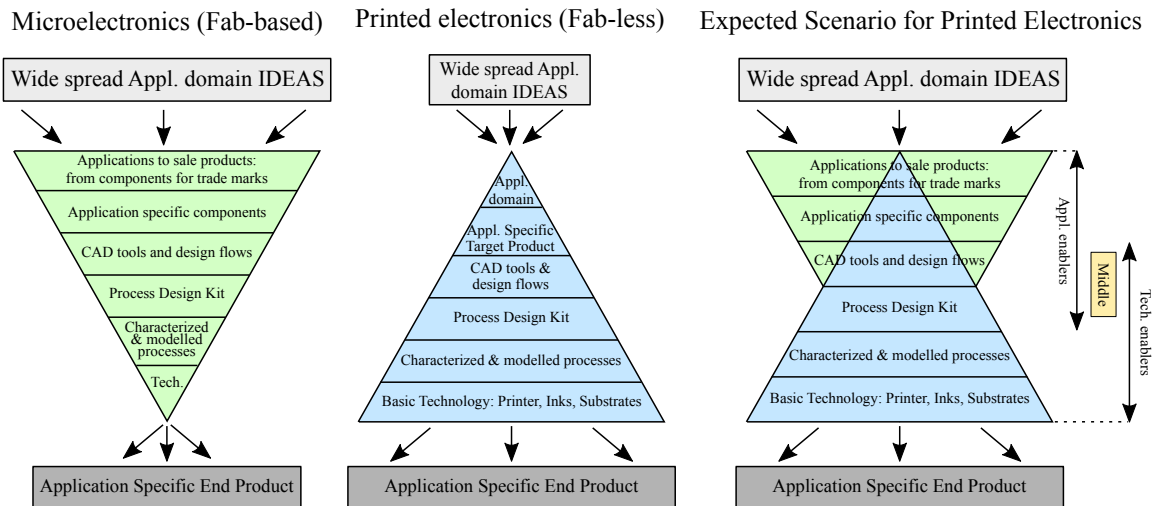 Microelectronics (Fab-based)
Wide spread Appl. domain IDEAS
Applications to sale products:
from components for trade marks
Application specific components
CAD tools and design flows
Process Design Kit
Characterized
& modelled
processes
Tech.
Application Specific End Product
Printed electronics (Fab-less)
Wide spread Appl.
domain IDEAS
Appl.
domain
Appl. Specific
Target Product
CAD tools &
design flows
Process Design Kit
Characterized & modelled processes
Basic Technology: Printer, Inks, Substrates
Application Specific End Product
Expected Scenario for Printed Electronics
Wide spread Appl. domain IDEAS
Applications to sale products:
from components for trade marks
Application specific components
CAD tools and design flows
Process Design Kit
Characterized & modelled processes
Basic Technology: Printer, Inks, Substrates
Appl. enablers
Middle
Tech. enablers
Application Specific End Product